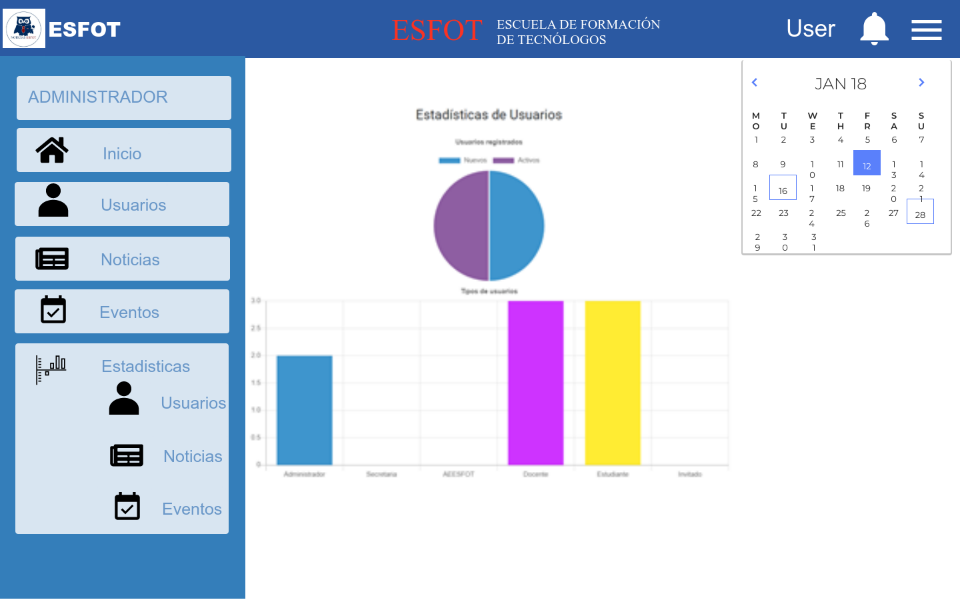 ESFOT
ESFOT
ESCUELA DE FORMACIÓN
DE TECNÓLOGOS
User
ADMINISTRADOR
Inicio
Usuarios
Noticias
Eventos
Estadisticas
Usuarios
Noticias
Eventos
Estadísticas de Usuarios
Usuarios registrados
Nuevos Activos
Tipos de usuarios
3.0
2.5
2.0
1.5
1.0
0.5
0
Administrador Secretaria AEESFOT Docente Estudiante Invitado
JAN 18
MO TU WE TH FR SA SU
1 2 3 4 5 6 7
8 9 10 11 12 13 14
15 16 17 18 19 20 21
22 23 24 25 26 27 28
29 30 31